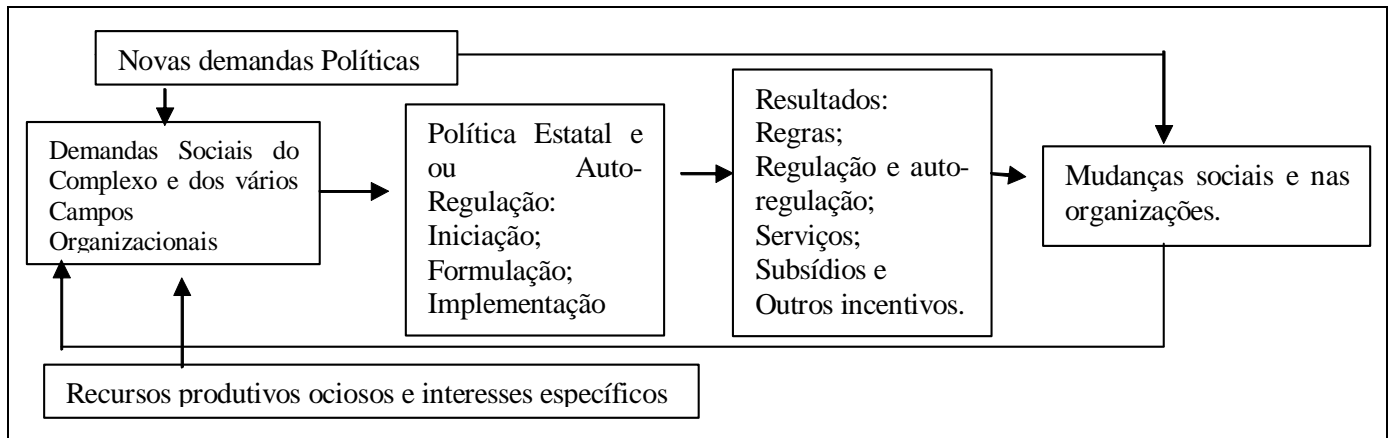 Novas demandas Políticas
Demandas Sociais do
Complexo e dos vários
Campos
Organizacionais
Política Estatal e
ou Auto-
Regulação:
Iniciação;
Formulação;
Implementação
Resultados:
Regras;
Regulação e auto-
regulação;
Serviços;
Subsídios e
Outros incentivos.
Mudanças sociais e nas
organizações.
Recursos produtivos ociosos e interesses específicos